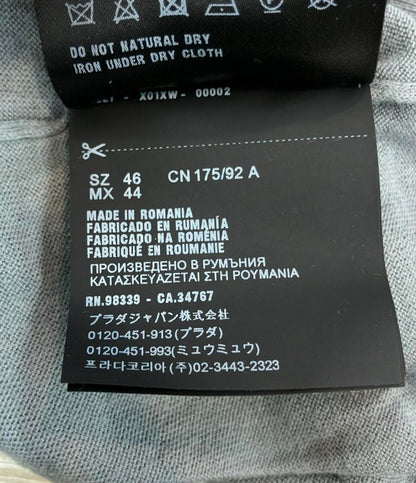 DO NOT NATURAL DRY
IRON UNDER DRY CLOTH
X01XW - 00002
SZ 46 CN 175/92 A
MX 44
MADE IN ROMANIA
FABRICADO EN RUMANÍA
FABRICADO NA ROMÉNIA
FABRIQUÉ EN ROUMANIE
ПРОИЗВЕДЕНО В РУМЪНИЯ
ΚΑΤΑΣΚΕΥΑΖΕΤΑΙ ΣΤΗ ΡΟΥΜΑΝΙΑ
RN.98339 - CA.34767
プラダジャパン株式会社
0120-451-913(プラダ)
0120-451-993(ミュウミュウ)
프라다코리아 (주)02-3443-2323